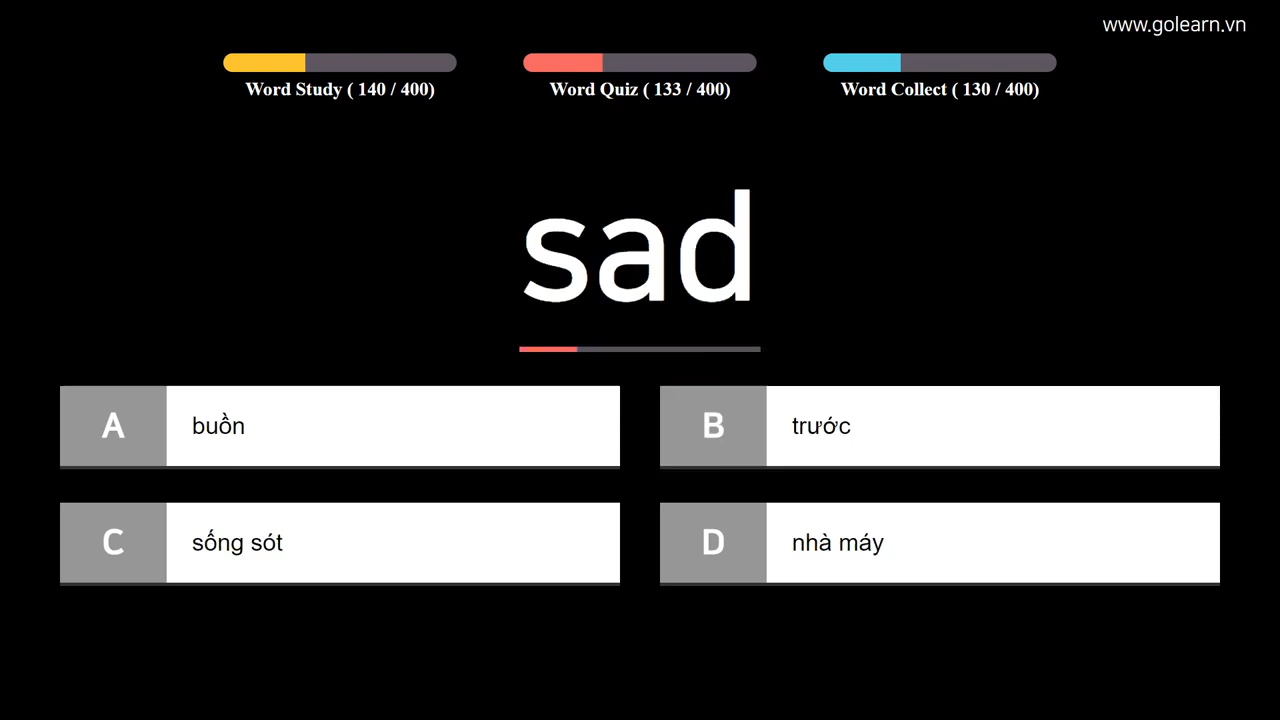 www.golearn.vn
Word Study ( 140 / 400)
Word Quiz ( 133 / 400)
Word Collect ( 130 / 400)
sad
A buồn
B trước
C sống sót
D nhà máy